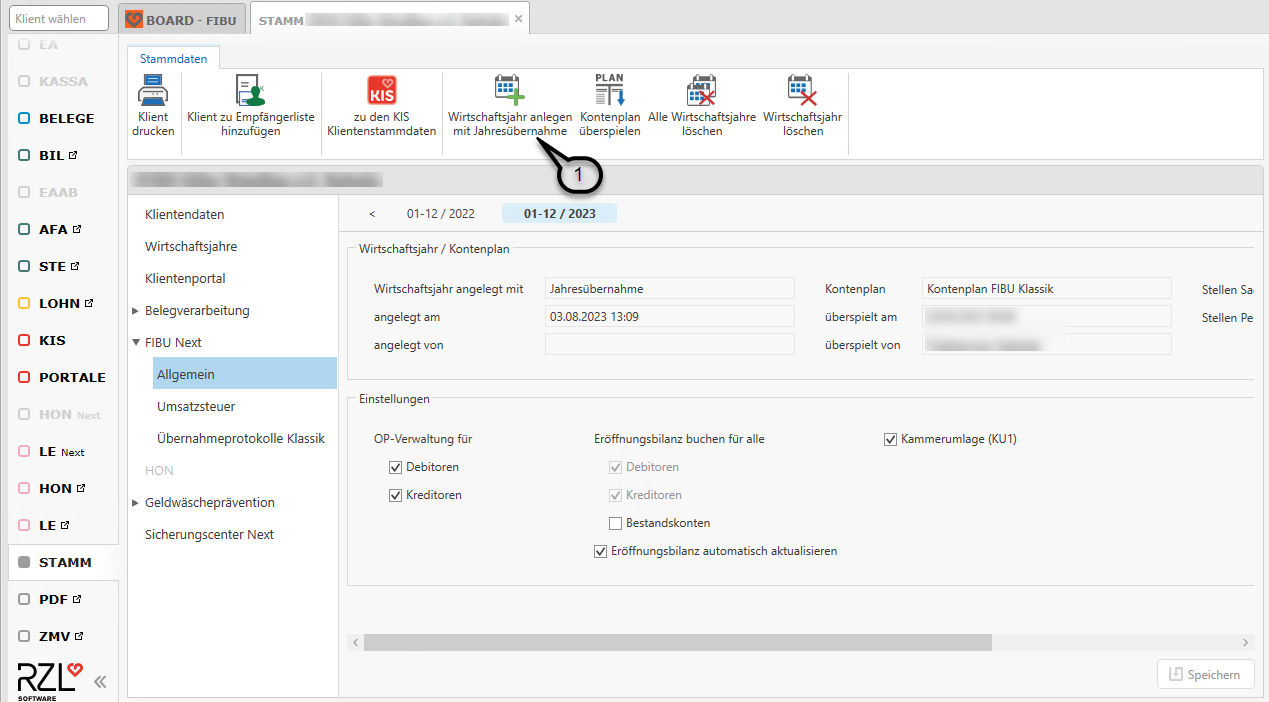 Klient wählen
BOARD - FIBU
STAMM
×
EA
KASSA
BELEGE
BIL
EAAB
AFA
STE
LOHN
KIS
PORTALE
HON Next
LE Next
HON
LE
STAMM
PDF
ZMV
RZL
SOFTWARE
Stammdaten
Klient drucken
Klient zu Empfängerliste hinzufügen
KIS
zu den KIS Klientenstammdaten
Wirtschaftsjahr anlegen mit Jahresübernahme
PLAN
Kontenplan überspielen
Alle Wirtschaftsjahre löschen
Wirtschaftsjahr löschen
1
Klientendaten
Wirtschaftsjahre
Klientenportal
Belegverarbeitung
FIBU Next
Allgemein
Umsatzsteuer
Übernahmeprotokolle Klassik
HON
Geldwäscheprävention
Sicherungscenter Next
< 01-12 / 2022 01-12 / 2023
Wirtschaftsjahr / Kontenplan
Wirtschaftsjahr angelegt mit Jahresübernahme Kontenplan Kontenplan FIBU Klassik Stellen Sa
angelegt am 03.08.2023 13:09 überspielt am Stellen Pe
angelegt von überspielt von
Einstellungen
OP-Verwaltung für Eröffnungsbilanz buchen für alle Kammerumlage (KU1)
Debitoren Debitoren
Kreditoren Kreditoren
Bestandskonten
Eröffnungsbilanz automatisch aktualisieren
Speichern